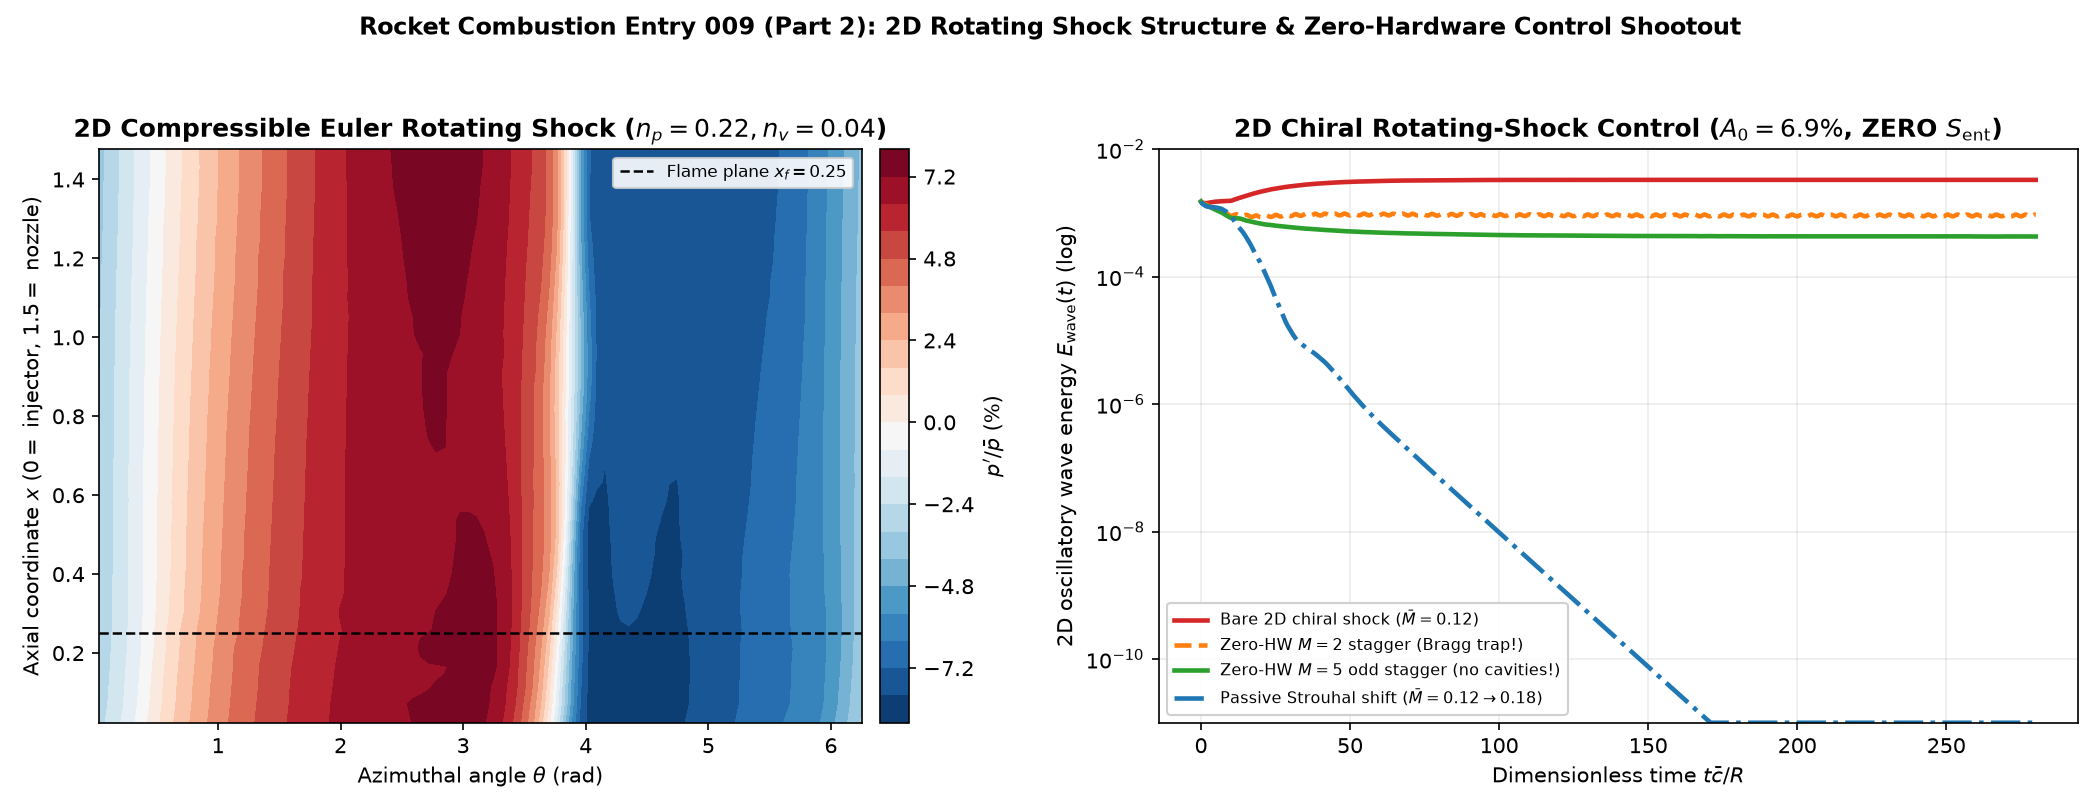 Rocket Combustion Entry 009 (Part 2): 2D Rotating Shock Structure & Zero-Hardware Control Shootout
2D Compressible Euler Rotating Shock (n_p = 0.22, n_v = 0.04)
Flame plane x_f = 0.25
Axial coordinate x (0 = injector, 1.5 = nozzle)
1.4
1.2
1.0
0.8
0.6
0.4
0.2
1
2
3
4
5
6
Azimuthal angle θ (rad)
7.2
4.8
2.4
0.0
−2.4
−4.8
−7.2
p′/p̄ (%)
2D Chiral Rotating-Shock Control (A₀ = 6.9%, ZERO S_ent)
2D oscillatory wave energy E_wave(t) (log)
10⁻²
10⁻⁴
10⁻⁶
10⁻⁸
10⁻¹⁰
Bare 2D chiral shock (M̄ = 0.12)
Zero-HW M = 2 stagger (Bragg trap!)
Zero-HW M = 5 odd stagger (no cavities!)
Passive Strouhal shift (M̄ = 0.12 → 0.18)
0
50
100
150
200
250
Dimensionless time tc̄/R